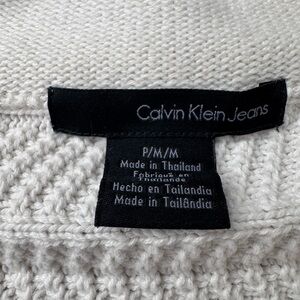 Calvin Klein Jeans
P/M/M
Made in Thailand
Fabriqué en
Thaïlande
Hecho en Tailandia
Made in Tailândia